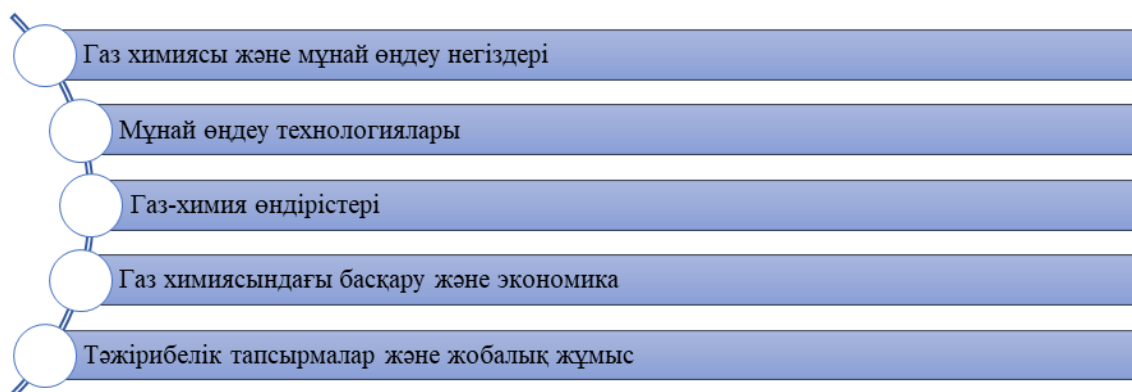 Газ химиясы және мұнай өңдеу негіздері
Мұнай өңдеу технологиялары
Газ-химия өндірістері
Газ химиясындағы басқару және экономика
Тәжірибелік тапсырмалар және жобалық жұмыс